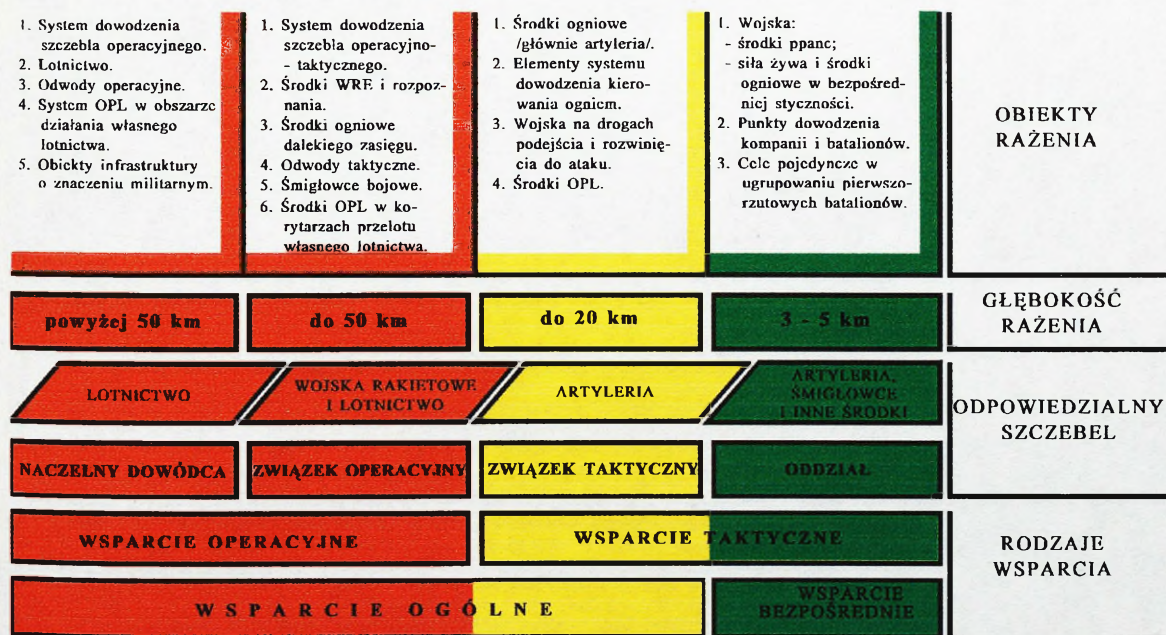 1. System dowodzenia
szczebla operacyjnego.
2. Lotnictwo.
3. Odwody operacyjne.
4. System OPL w obszarze
działania własnego
lotnictwa.
5. Obiekty infrastruktury
o znaczeniu militarnym.
1. System dowodzenia
szczebla operacyjno-
- taktycznego.
2. Środki WRE i rozpoz-
nania.
3. Środki ogniowe
dalekiego zasięgu.
4. Odwody taktyczne.
5. Śmigłowce bojowe.
6. Środki OPL w ko-
rytarzach przelotu
własnego lotnictwa.
1. Środki ogniowe
/głównie artyleria/.
2. Elementy systemu
dowodzenia kiero-
wania ogniem.
3. Wojska na drogach
podejścia i rozwinię-
cia do ataku.
4. Środki OPL.
1. Wojska:
- środki ppanc;
- siła żywa i środki
ogniowe w bezpośred-
niej styczności.
2. Punkty dowodzenia
kompanii i batalionów.
3. Cele pojedyncze w
ugrupowaniu pierwszo-
rzutowych batalionów.
OBIEKTY
RAŻENIA
powyżej 50 km
do 50 km
do 20 km
3 - 5 km
GŁĘBOKOŚĆ
RAŻENIA
LOTNICTWO
WOJSKA RAKIETOWE
I LOTNICTWO
ARTYLERIA
ARTYLERIA,
ŚMIGŁOWCE
I INNE ŚRODKI
ODPOWIEDZIALNY
SZCZEBEL
NACZELNY DOWÓDCA
ZWIĄZEK OPERACYJNY
ZWIĄZEK TAKTYCZNY
ODDZIAŁ
WSPARCIE OPERACYJNE
WSPARCIE TAKTYCZNE
RODZAJE
WSPARCIA
WSPARCIE OGÓLNE
WSPARCIE
BEZPOŚREDNIE